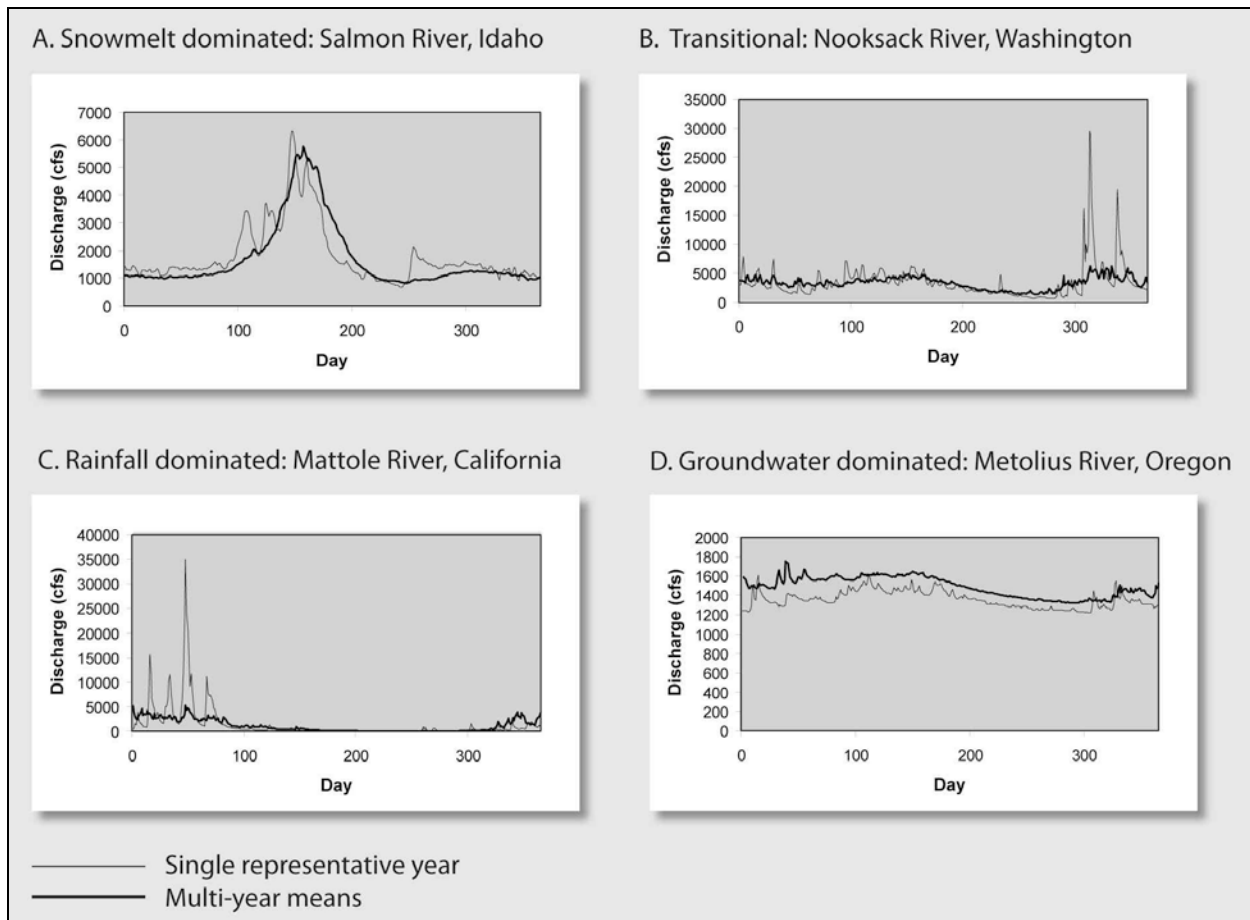 A. Snowmelt dominated: Salmon River, Idaho
7000
6000
5000
4000
3000
2000
1000
0
Discharge (cfs)
0 100 200 300
Day
B. Transitional: Nooksack River, Washington
35000
30000
25000
20000
15000
10000
5000
0
Discharge (cfs)
0 100 200 300
Day
C. Rainfall dominated: Mattole River, California
40000
35000
30000
25000
20000
15000
10000
5000
0
Discharge (cfs)
0 100 200 300
Day
D. Groundwater dominated: Metolius River, Oregon
2000
1800
1600
1400
1200
1000
800
600
400
200
0
Discharge (cfs)
0 100 200 300
Day
Single representative year
Multi-year means